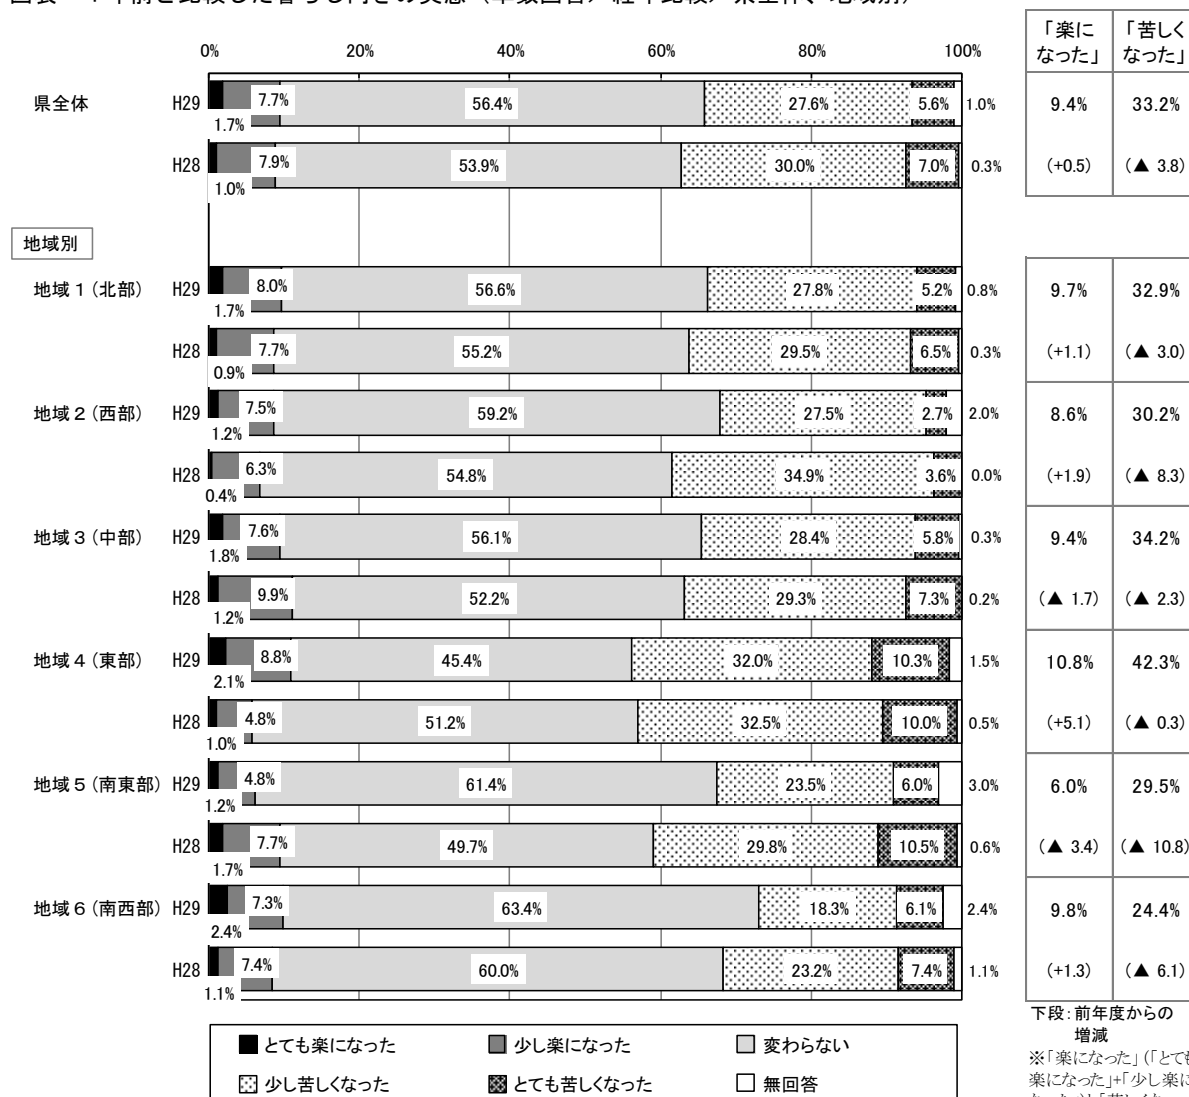 0% 20% 40% 60% 80% 100%
「楽に なった」 「苦しく なった」
県全体 H29 1.7% 7.7% 56.4% 27.6% 5.6% 1.0% 9.4% 33.2%
H28 1.0% 7.9% 53.9% 30.0% 7.0% 0.3% (+0.5) (▲ 3.8)
地域別
地域1(北部) H29 1.7% 8.0% 56.6% 27.8% 5.2% 0.8% 9.7% 32.9%
H28 0.9% 7.7% 55.2% 29.5% 6.5% 0.3% (+1.1) (▲ 3.0)
地域2(西部) H29 1.2% 7.5% 59.2% 27.5% 2.7% 2.0% 8.6% 30.2%
H28 0.4% 6.3% 54.8% 34.9% 3.6% 0.0% (+1.9) (▲ 8.3)
地域3(中部) H29 1.8% 7.6% 56.1% 28.4% 5.8% 0.3% 9.4% 34.2%
H28 1.2% 9.9% 52.2% 29.3% 7.3% 0.2% (▲ 1.7) (▲ 2.3)
地域4(東部) H29 2.1% 8.8% 45.4% 32.0% 10.3% 1.5% 10.8% 42.3%
H28 1.0% 4.8% 51.2% 32.5% 10.0% 0.5% (+5.1) (▲ 0.3)
地域5(南東部) H29 1.2% 4.8% 61.4% 23.5% 6.0% 3.0% 6.0% 29.5%
H28 1.7% 7.7% 49.7% 29.8% 10.5% 0.6% (▲ 3.4) (▲ 10.8)
地域6(南西部) H29 2.4% 7.3% 63.4% 18.3% 6.1% 2.4% 9.8% 24.4%
H28 1.1% 7.4% 60.0% 23.2% 7.4% 1.1% (+1.3) (▲ 6.1)
とても楽になった 少し楽になった 変わらない
少し苦しくなった とても苦しくなった 無回答
下段:前年度からの
増減
※「楽になった」(「とても
楽になった」+「少し楽に